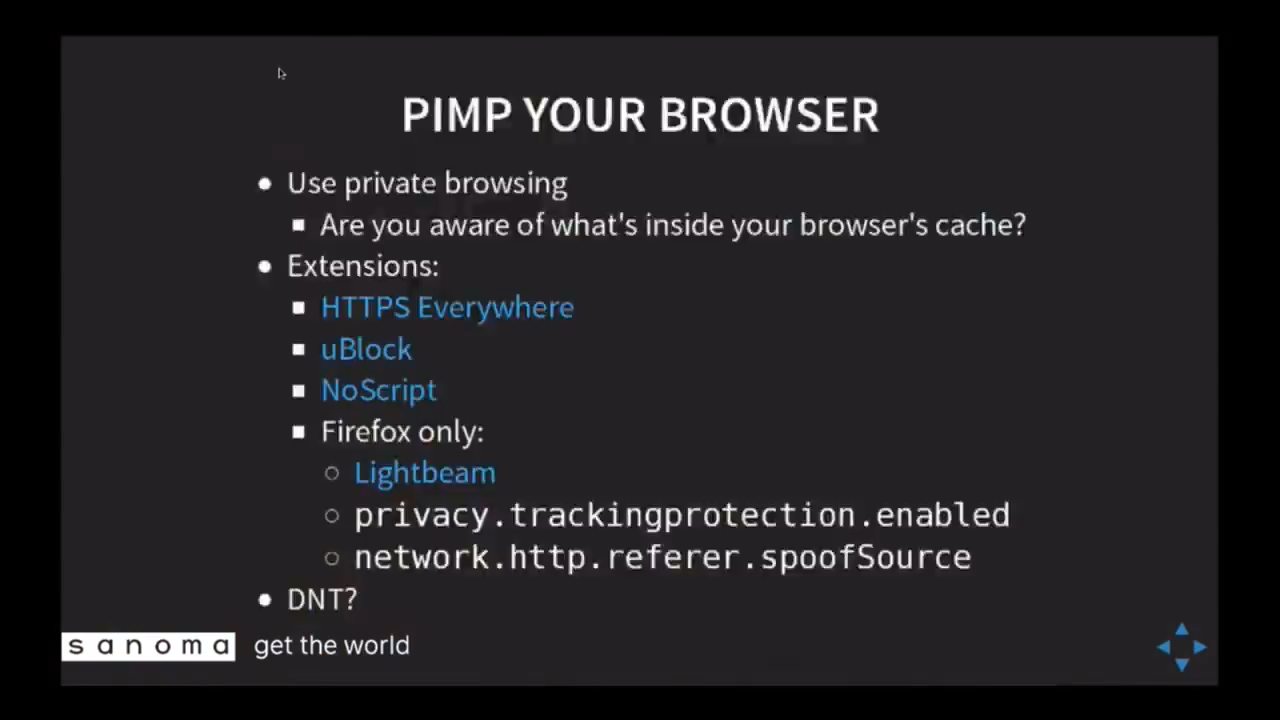 PIMP YOUR BROWSER
Use private browsing
Are you aware of what's inside your browser's cache?
Extensions:
HTTPS Everywhere
uBlock
NoScript
Firefox only:
Lightbeam
privacy.trackingprotection.enabled
network.http.referer.spoofSource
DNT?
sanoma get the world